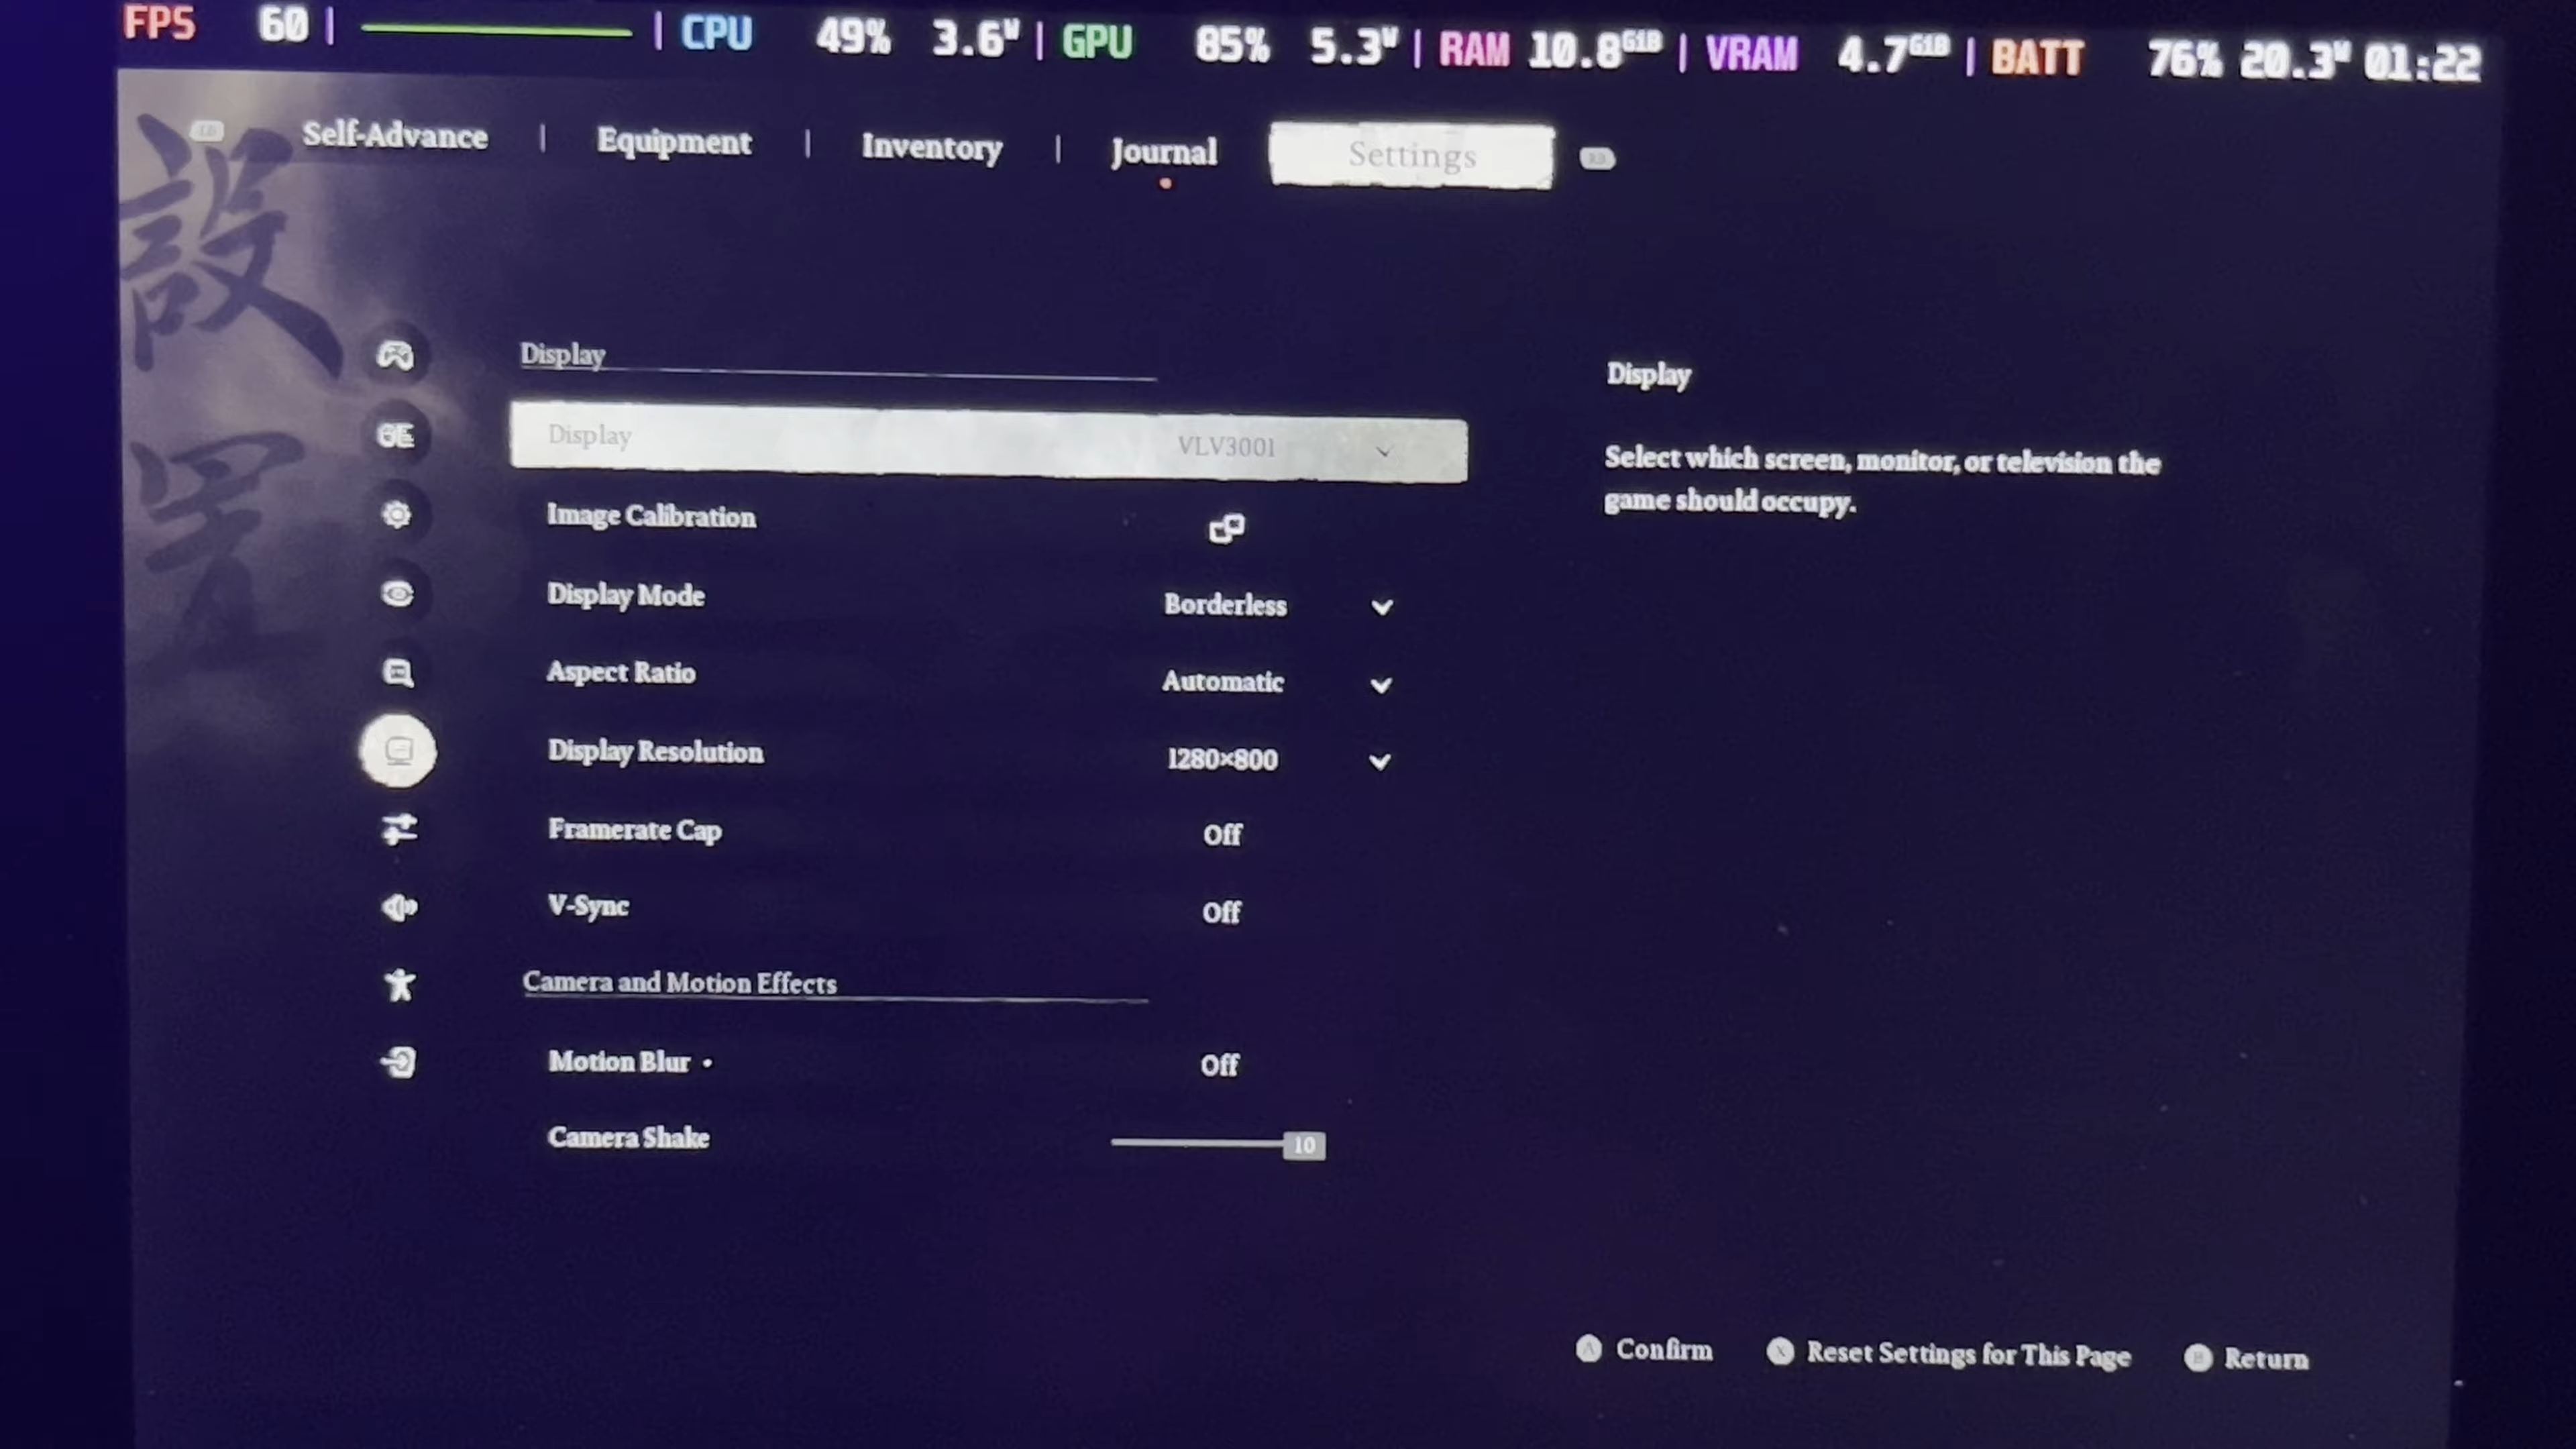 FPS 60 | CPU 49% 3.6W | GPU 85% 5.3W | RAM 10.8GiB | VRAM 4.7GiB | BATT 76% 20.3W 01:22
LB Self-Advance | Equipment | Inventory | Journal Settings RB
設置
Display
Display VLV3001
Image Calibration
Display Mode Borderless
Aspect Ratio Automatic
Display Resolution 1280×800
Framerate Cap Off
V-Sync Off
Camera and Motion Effects
Motion Blur • Off
Camera Shake 10
Display
Select which screen, monitor, or television the
game should occupy.
A Confirm X Reset Settings for This Page B Return